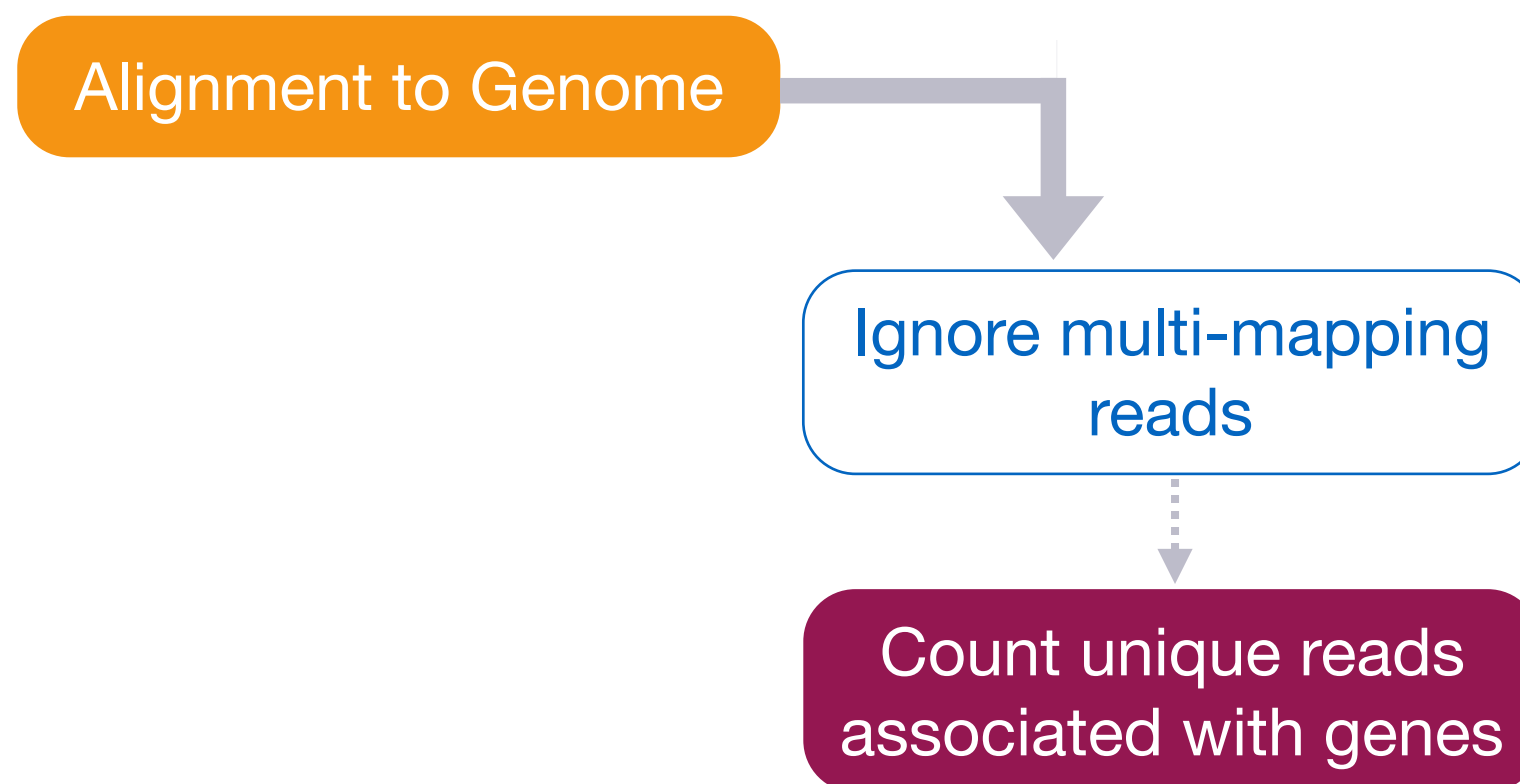 Alignment to Genome
Ignore multi-mapping
reads
Count unique reads
associated with genes